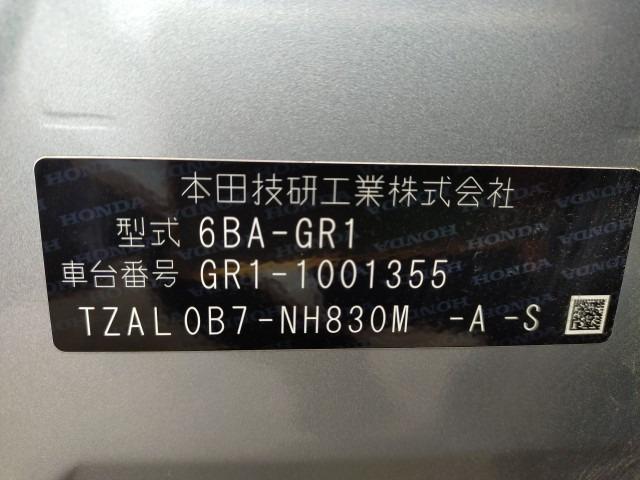 本田技研工業株式会社
型式 6BA-GR1
車台番号 GR1-1001355
TZAL0B7-NH830M -A -S